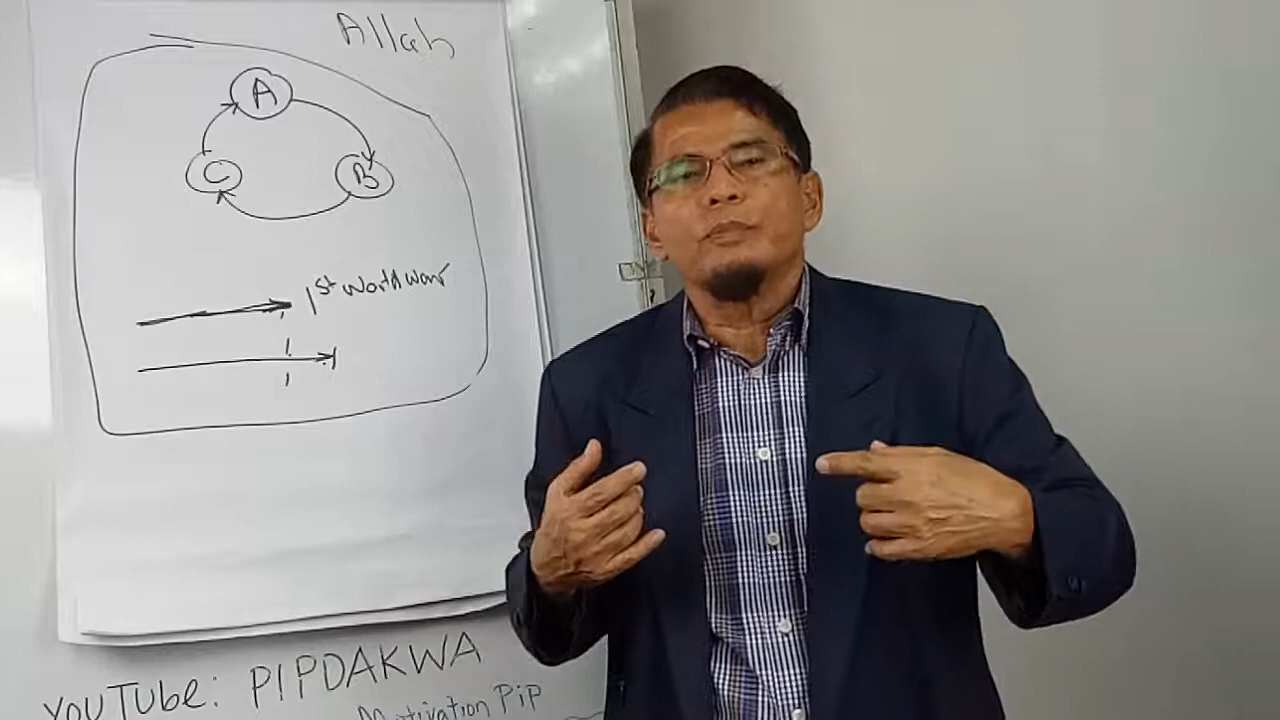 Allah
A
C
B
1st World War
YouTube: PIPDAKWA
Motivation PiP